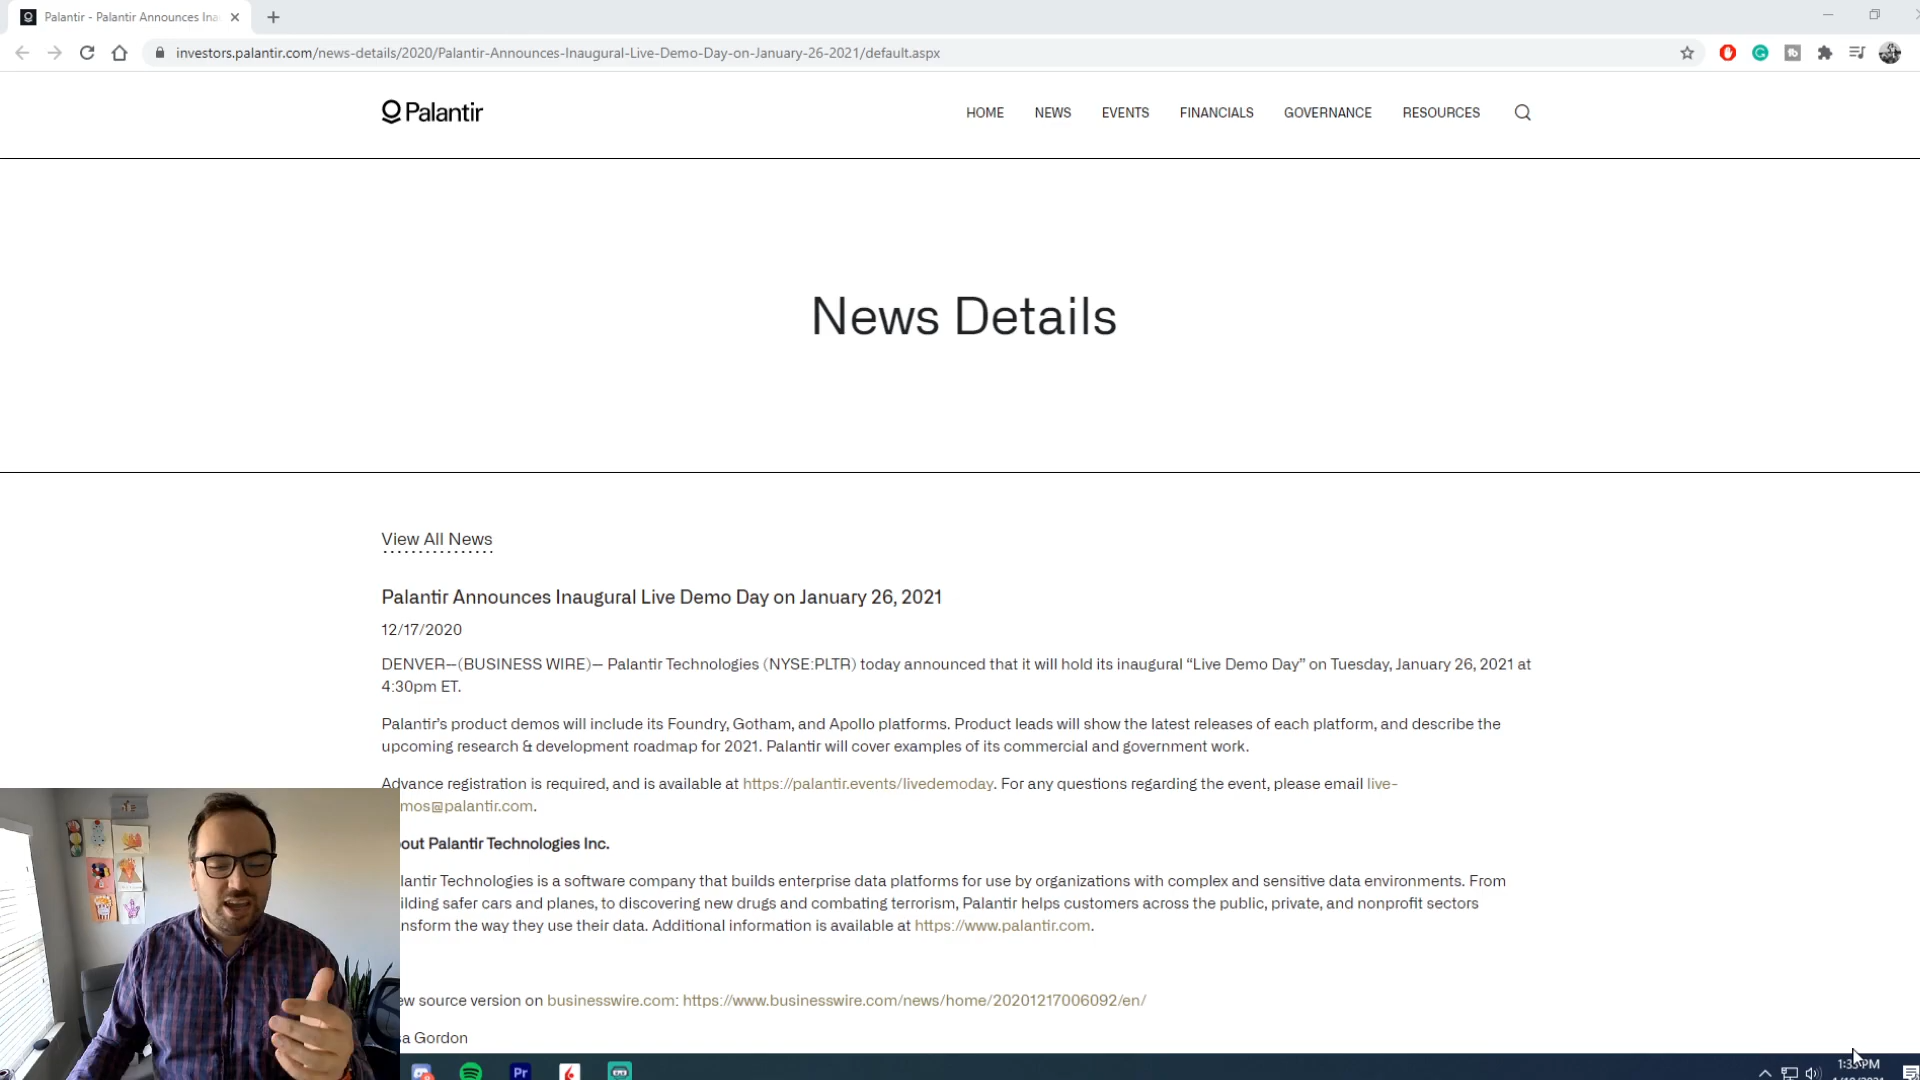 Palantir - Palantir Announces Ina
investors.palantir.com/news-details/2020/Palantir-Announces-Inaugural-Live-Demo-Day-on-January-26-2021/default.aspx
Palantir
HOME NEWS EVENTS FINANCIALS GOVERNANCE RESOURCES
News Details
View All News
Palantir Announces Inaugural Live Demo Day on January 26, 2021
12/17/2020
DENVER–(BUSINESS WIRE)– Palantir Technologies (NYSE:PLTR) today announced that it will hold its inaugural “Live Demo Day” on Tuesday, January 26, 2021 at
4:30pm ET.
Palantir’s product demos will include its Foundry, Gotham, and Apollo platforms. Product leads will show the latest releases of each platform, and describe the
upcoming research & development roadmap for 2021. Palantir will cover examples of its commercial and government work.
Advance registration is required, and is available at https://palantir.events/livedemoday. For any questions regarding the event, please email live-
mos@palantir.com.
out Palantir Technologies Inc.
lantir Technologies is a software company that builds enterprise data platforms for use by organizations with complex and sensitive data environments. From
ilding safer cars and planes, to discovering new drugs and combating terrorism, Palantir helps customers across the public, private, and nonprofit sectors
nsform the way they use their data. Additional information is available at https://www.palantir.com.
ew source version on businesswire.com: https://www.businesswire.com/news/home/20201217006092/en/
sa Gordon
Pr